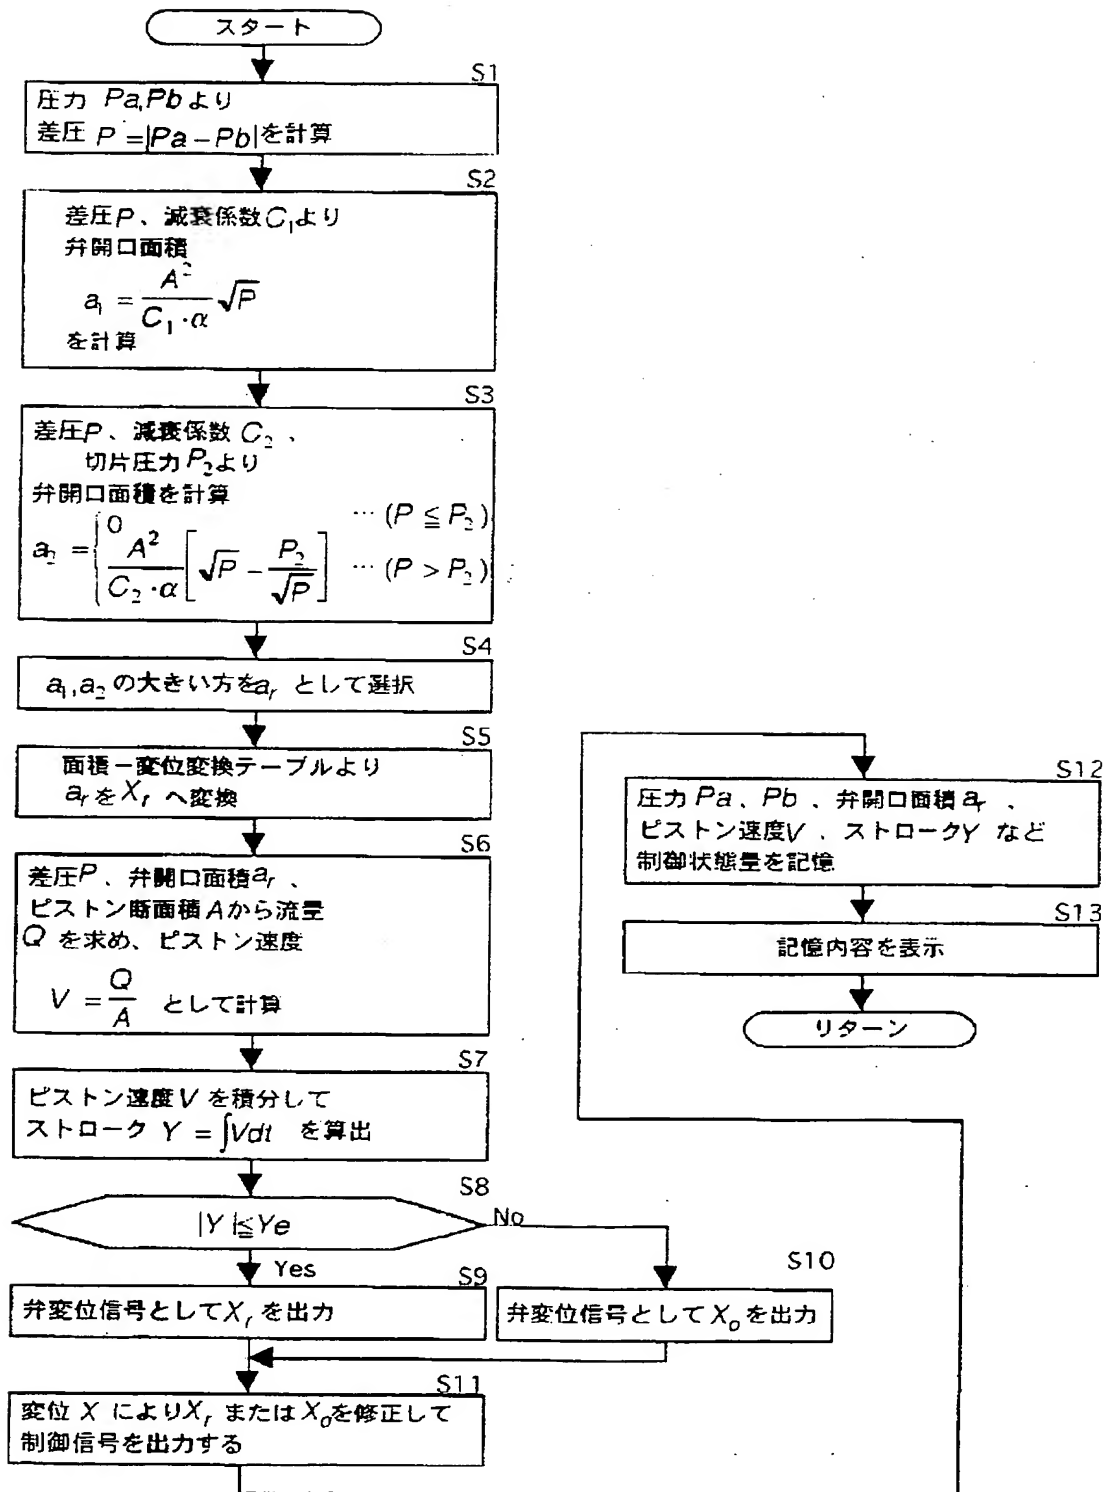 スタート
S1
圧力 Pa,Pbより
差圧 P =|Pa − Pb|を計算
S2
差圧P、減衰係数C₁より
弁開口面積
a₁ = A²/(C₁・α) √P
を計算
S3
差圧P、減衰係数 C₂、
切片圧力P₂より
弁開口面積を計算
a₂ = { 0 … (P ≦ P₂)
A²/(C₂・α) [√P − P₂/√P] … (P > P₂)
S4
a₁,a₂の大きい方をaᵣ として選択
S5
面積−変位変換テーブルより
aᵣをXᵣ へ変換
S6
差圧P、弁開口面積aᵣ、
ピストン断面積Aから流量
Q を求め、ピストン速度
V = Q/A として計算
S7
ピストン速度Vを積分して
ストローク Y = ∫Vdt を算出
S8
|Y|≦Ye
No
Yes
S9
弁変位信号としてXᵣを出力
S10
弁変位信号としてX₀を出力
S11
変位 X によりXᵣ またはX₀を修正して
制御信号を出力する
S12
圧力Pa、Pb、弁開口面積aᵣ、
ピストン速度V、ストロークY など
制御状態量を記憶
S13
記憶内容を表示
リターン